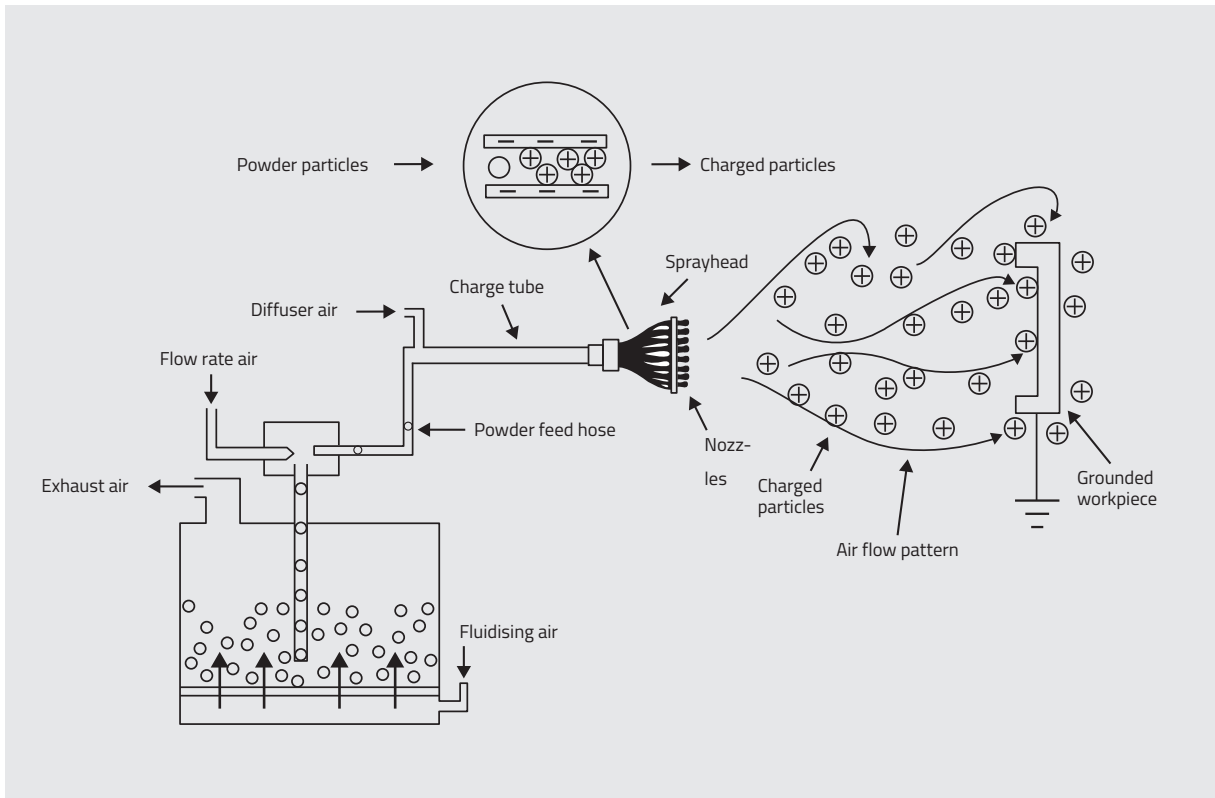 Powder particles
Charged particles
Sprayhead
Charge tube
Diffuser air
Flow rate air
Powder feed hose
Nozz-
les
Exhaust air
Charged
particles
Grounded
workpiece
Air flow pattern
Fluidising air